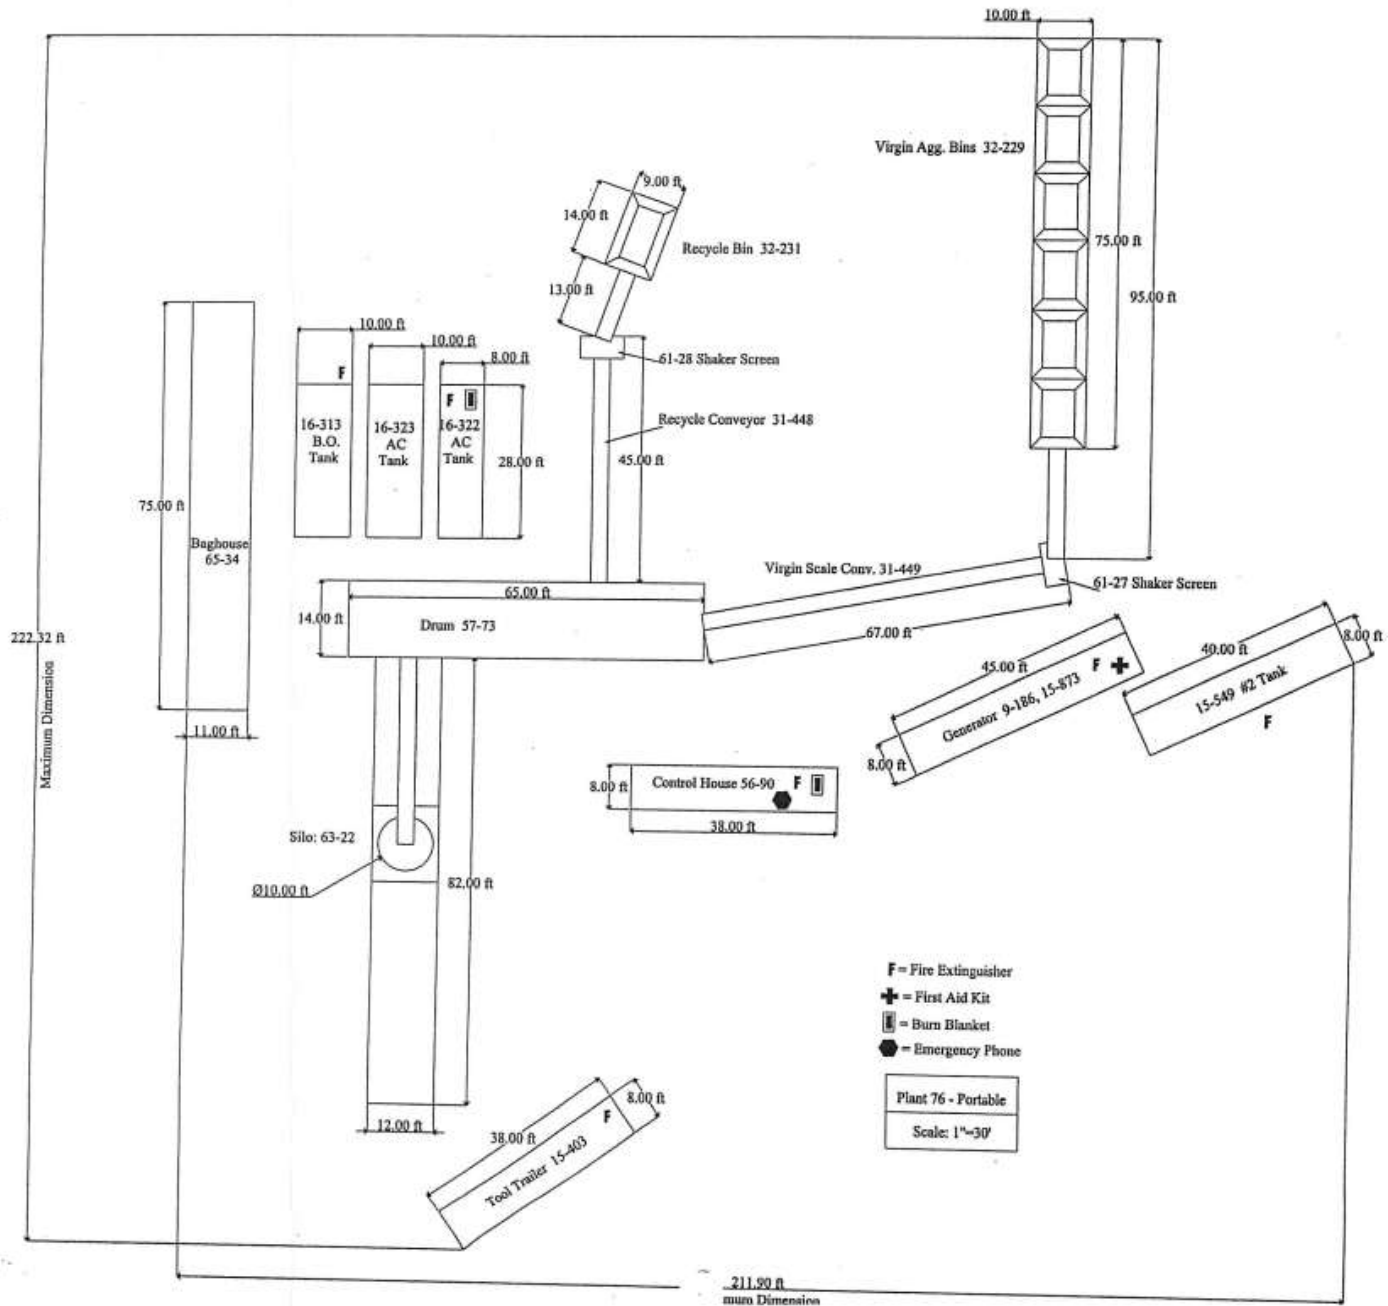 10.00 ft
Virgin Agg. Bins 32-229
9.00 ft
14.00 ft
Recycle Bin 32-231
75.00 ft
13.00 ft
95.00 ft
10.00 ft
10.00 ft
8.00 ft
61-28 Shaker Screen
F
F
16-313
B.O.
Tank
16-323
AC
Tank
16-322
AC
Tank
Recycle Conveyor 31-448
28.00 ft
45.00 ft
75.00 ft
Baghouse
65-34
Virgin Scale Conv. 31-449
61-27 Shaker Screen
65.00 ft
14.00 ft
Drum 57-73
67.00 ft
222.32 ft
Maximum Dimension
45.00 ft
F
Generator 9-186, 15-873
8.00 ft
40.00 ft
8.00 ft
15-549 #2 Tank
F
11.00 ft
8.00 ft
Control House 56-90
F
38.00 ft
Silo: 63-22
Ø10.00 ft
82.00 ft
F = Fire Extinguisher
= First Aid Kit
= Burn Blanket
= Emergency Phone
Plant 76 - Portable
Scale: 1"=30'
12.00 ft
38.00 ft
8.00 ft
F
Tool Trailer 15-403
211.90 ft
mum Dimension